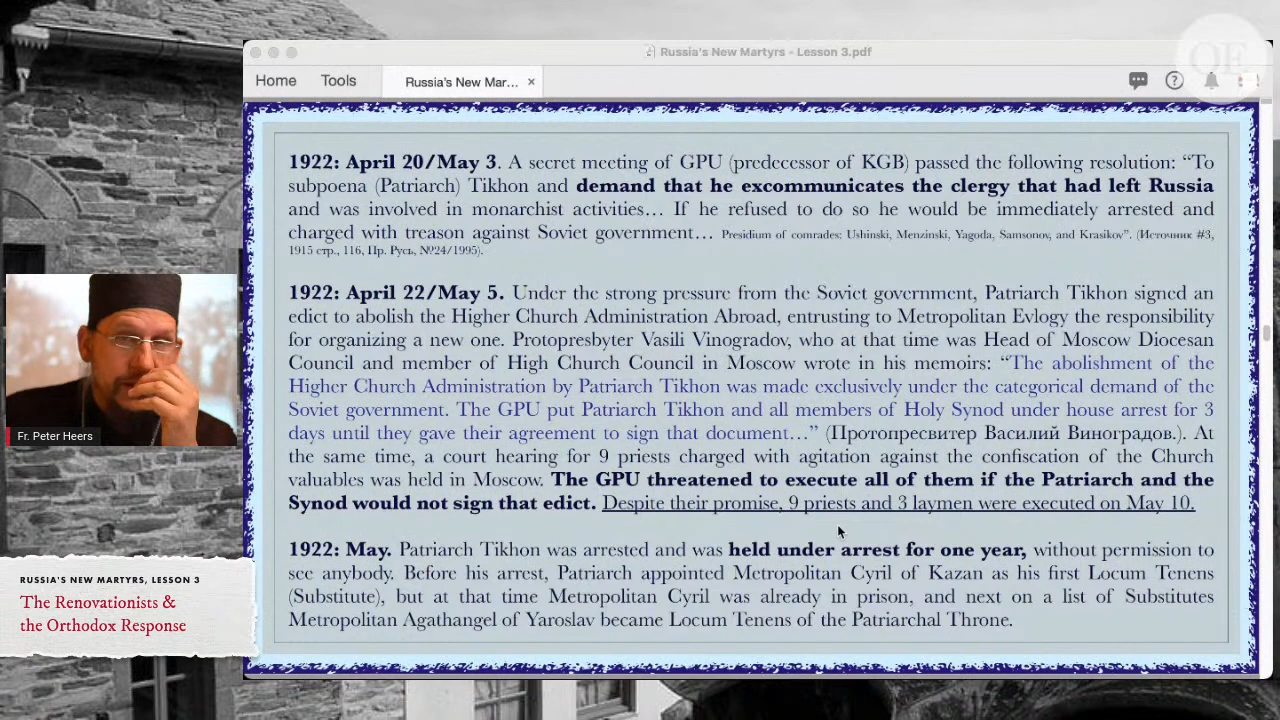 OE
Russia's New Martyrs - Lesson 3.pdf
Home Tools Russia's New Mar... ×
1922: April 20/May 3. A secret meeting of GPU (predecessor of KGB) passed the following resolution: “To
subpoena (Patriarch) Tikhon and demand that he excommunicates the clergy that had left Russia
and was involved in monarchist activities… If he refused to do so he would be immediately arrested and
charged with treason against Soviet government… Presidium of comrades: Ushinski, Menzinski, Yagoda, Samsonov, and Krasikov”. (Источник #3,
1915 стр., 116, Пр. Русь, №24/1995).
1922: April 22/May 5. Under the strong pressure from the Soviet government, Patriarch Tikhon signed an
edict to abolish the Higher Church Administration Abroad, entrusting to Metropolitan Evlogy the responsibility
for organizing a new one. Protopresbyter Vasili Vinogradov, who at that time was Head of Moscow Diocesan
Council and member of High Church Council in Moscow wrote in his memoirs: “The abolishment of the
Higher Church Administration by Patriarch Tikhon was made exclusively under the categorical demand of the
Soviet government. The GPU put Patriarch Tikhon and all members of Holy Synod under house arrest for 3
days until they gave their agreement to sign that document…” (Протопресвитер Василий Виноградов.). At
the same time, a court hearing for 9 priests charged with agitation against the confiscation of the Church
valuables was held in Moscow. The GPU threatened to execute all of them if the Patriarch and the
Synod would not sign that edict. Despite their promise, 9 priests and 3 laymen were executed on May 10.
1922: May. Patriarch Tikhon was arrested and was held under arrest for one year, without permission to
see anybody. Before his arrest, Patriarch appointed Metropolitan Cyril of Kazan as his first Locum Tenens
(Substitute), but at that time Metropolitan Cyril was already in prison, and next on a list of Substitutes
Metropolitan Agathangel of Yaroslav became Locum Tenens of the Patriarchal Throne.
Fr. Peter Heers
RUSSIA'S NEW MARTYRS, LESSON 3
The Renovationists &
the Orthodox Response